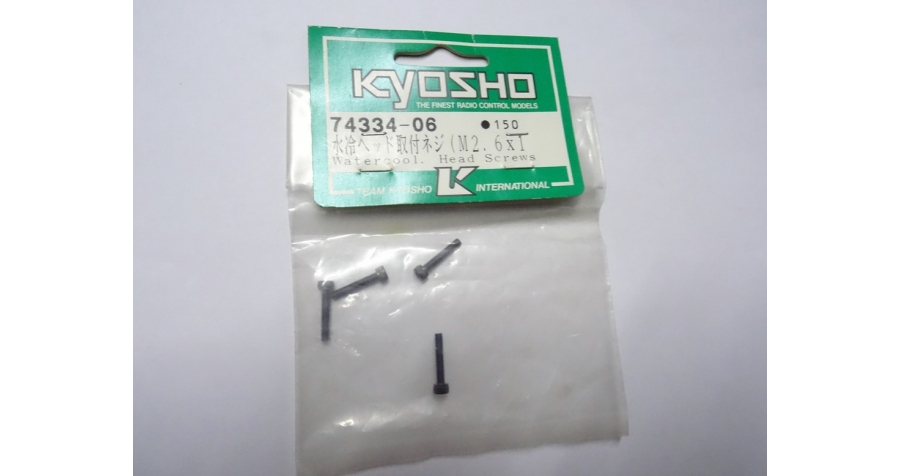 KYOSHO
THE FINEST RADIO CONTROL MODELS
74334-06 ●150
水冷ヘッド取付ネジ(M2.6x1
Watercool. Head Screws
TEAM KYOSHO K INTERNATIONAL